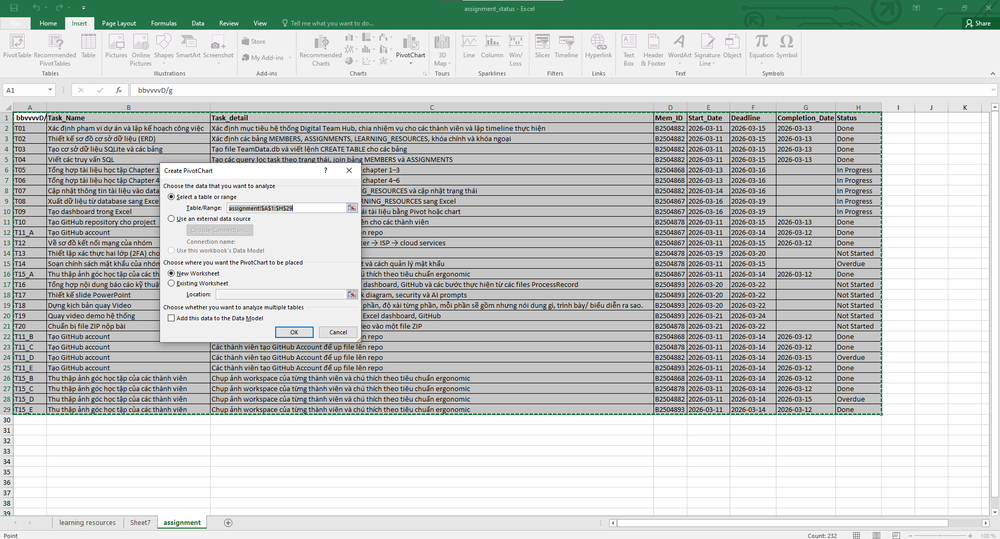 assignment_status - Excel
File Home Insert Page Layout Formulas Data Review View Tell me what you want to do... Share
PivotTable Recommended PivotTables Table
Tables
Pictures Online Pictures Shapes SmartArt Screenshot
Illustrations
Store
My Add-ins
Add-ins
Recommended Charts PivotChart
Charts
3D Map
Tours
Line Column Win/Loss
Sparklines
Slicer Timeline
Filters
Hyperlink
Links
Text Box Header & Footer WordArt Signature Line Object
Text
Equation Symbol
Symbols
A1 fx bbvvvvD/g
A B C D E F G H I J K
1 bbvvvvD/ Task_Name Task_detail Mem_ID Start_Date Deadline Completion_Date Status
2 T01 Xác định phạm vi dự án và lập kế hoạch công việc Xác định mục tiêu hệ thống Digital Team Hub, chia nhiệm vụ cho các thành viên và lập timeline thực hiện B2504882 2026-03-11 2026-03-15 2026-03-13 Done
3 T02 Thiết kế sơ đồ cơ sở dữ liệu (ERD) Xác định các bảng MEMBERS, ASSIGNMENTS, LEARNING_RESOURCES, khóa chính và khóa ngoại B2504882 2026-03-11 2026-03-15 2026-03-13 Done
4 T03 Tạo cơ sở dữ liệu SQLite và các bảng Tạo file TeamData.db và viết lệnh CREATE TABLE cho các bảng B2504882 2026-03-11 2026-03-15 2026-03-13 Done
5 T04 Viết các truy vấn SQL Tạo các query lọc task theo trạng thái, join bảng MEMBERS và ASSIGNMENTS B2504882 2026-03-11 2026-03-15 2026-03-13 Done
6 T05 Tổng hợp tài liệu học tập Chapter 1 chapter 1–3 B2504868 2026-03-13 2026-03-16 In Progress
7 T06 Tổng hợp tài liệu học tập Chapter 4 chapter 4–6 B2504868 2026-03-13 2026-03-16 In Progress
8 T07 Cập nhật thông tin tài liệu vào data G_RESOURCES và cập nhật trạng thái B2504882 2026-03-14 2026-03-16 In Progress
9 T08 Xuất dữ liệu từ database sang Exce RNING_RESOURCES sang Excel B2504867 2026-03-16 2026-03-19 In Progress
10 T09 Tạo dashboard trong Excel ái tài liệu bằng Pivot hoặc chart B2504867 2026-03-16 2026-03-19 In Progress
11 T10 Tạo GitHub repository cho project ền cho các thành viên B2504878 2026-03-11 2026-03-15 2026-03-13 Done
12 T11_A Tạo GitHub account ên repo B2504867 2026-03-11 2026-03-14 2026-03-12 Done
13 T12 Vẽ sơ đồ kết nối mạng của nhóm ter → ISP → cloud services B2504867 2026-03-11 2026-03-15 2026-03-12 Done
14 T13 Thiết lập xác thực hai lớp (2FA) cho B2504878 2026-03-19 2026-03-20 Not Started
15 T14 Soạn chính sách mật khẩu của nhóm t và cách quản lý mật khẩu B2504878 2026-03-11 2026-03-15 Overdue
16 T15_A Thu thập ảnh góc học tập của các th ú thích theo tiêu chuẩn ergonomic B2504867 2026-03-11 2026-03-14 2026-03-12 Done
17 T16 Tổng hợp nội dung báo cáo kỹ thuật dashboard, GitHub và các bước thực hiện từ các files ProcessRecord B2504893 2026-03-20 2026-03-22 Not Started
18 T17 Thiết kế slide PowerPoint k diagram, security và AI prompts B2504893 2026-03-20 2026-03-22 Not Started
19 T18 Dựng kịch bản quay Video phần, độ xài từng phần, mỗi phần sẽ gồm nhưng nói dung gì, trình bày/ biểu diễn ra sao. B2504893 2026-03-20 2026-03-22 Not Started
20 T19 Quay video demo hệ thống Excel dashboard, GitHub B2504893 2026-03-21 2026-03-24 Not Started
21 T20 Chuẩn bị file ZIP nộp bài eo vào một file ZIP B2504878 2026-03-21 2026-03-22 Not Started
22 T11_B Tạo GitHub account ên repo B2504868 2026-03-11 2026-03-14 2026-03-12 Done
23 T11_C Tạo GitHub account Các thành viên tạo GitHub Account để up file lên repo B2504878 2026-03-11 2026-03-14 2026-03-12 Done
24 T11_D Tạo GitHub account Các thành viên tạo GitHub Account để up file lên repo B2504882 2026-03-11 2026-03-14 2026-03-15 Overdue
25 T11_E Tạo GitHub account Các thành viên tạo GitHub Account để up file lên repo B2504893 2026-03-11 2026-03-14 2026-03-12 Done
26 T15_B Thu thập ảnh góc học tập của các thành viên Chụp ảnh workspace của từng thành viên và chú thích theo tiêu chuẩn ergonomic B2504868 2026-03-11 2026-03-14 2026-03-12 Done
27 T15_C Thu thập ảnh góc học tập của các thành viên Chụp ảnh workspace của từng thành viên và chú thích theo tiêu chuẩn ergonomic B2504878 2026-03-11 2026-03-14 2026-03-12 Done
28 T15_D Thu thập ảnh góc học tập của các thành viên Chụp ảnh workspace của từng thành viên và chú thích theo tiêu chuẩn ergonomic B2504882 2026-03-11 2026-03-14 2026-03-15 Overdue
29 T15_E Thu thập ảnh góc học tập của các thành viên Chụp ảnh workspace của từng thành viên và chú thích theo tiêu chuẩn ergonomic B2504893 2026-03-11 2026-03-14 2026-03-12 Done
30
31
32
33
34
35
36
37
38
39
Create PivotChart ?
Choose the data that you want to analyze
Select a table or range
Table/Range: assignment!$A$1:$H$29
Use an external data source
Choose Connection...
Connection name:
Use this workbook's Data Model
Choose where you want the PivotChart to be placed
New Worksheet
Existing Worksheet
Location:
Choose whether you want to analyze multiple tables
Add this data to the Data Model
OK Cancel
learning resources Sheet7 assignment
Point Count: 232 100 %